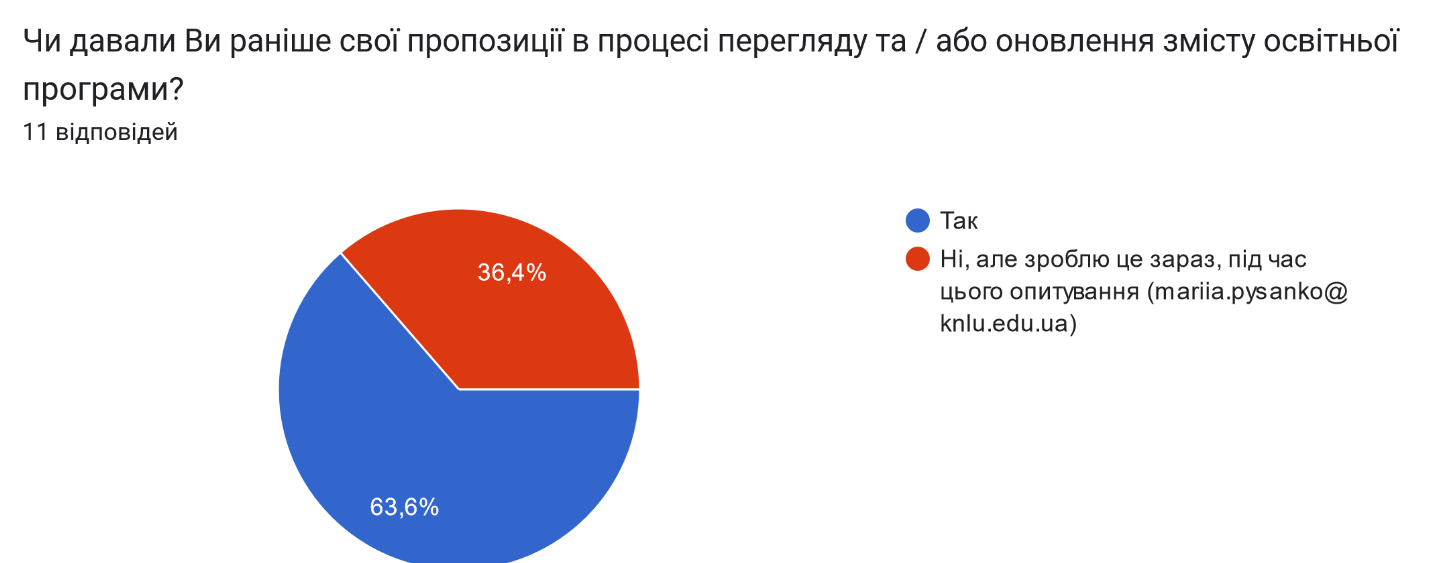 Чи давали Ви раніше свої пропозиції в процесі перегляду та / або оновлення змісту освітньої
програми?
11 відповідей
Так
Ні, але зроблю це зараз, під час
цього опитування (mariia.pysanko@
knlu.edu.ua)
36,4%
63,6%